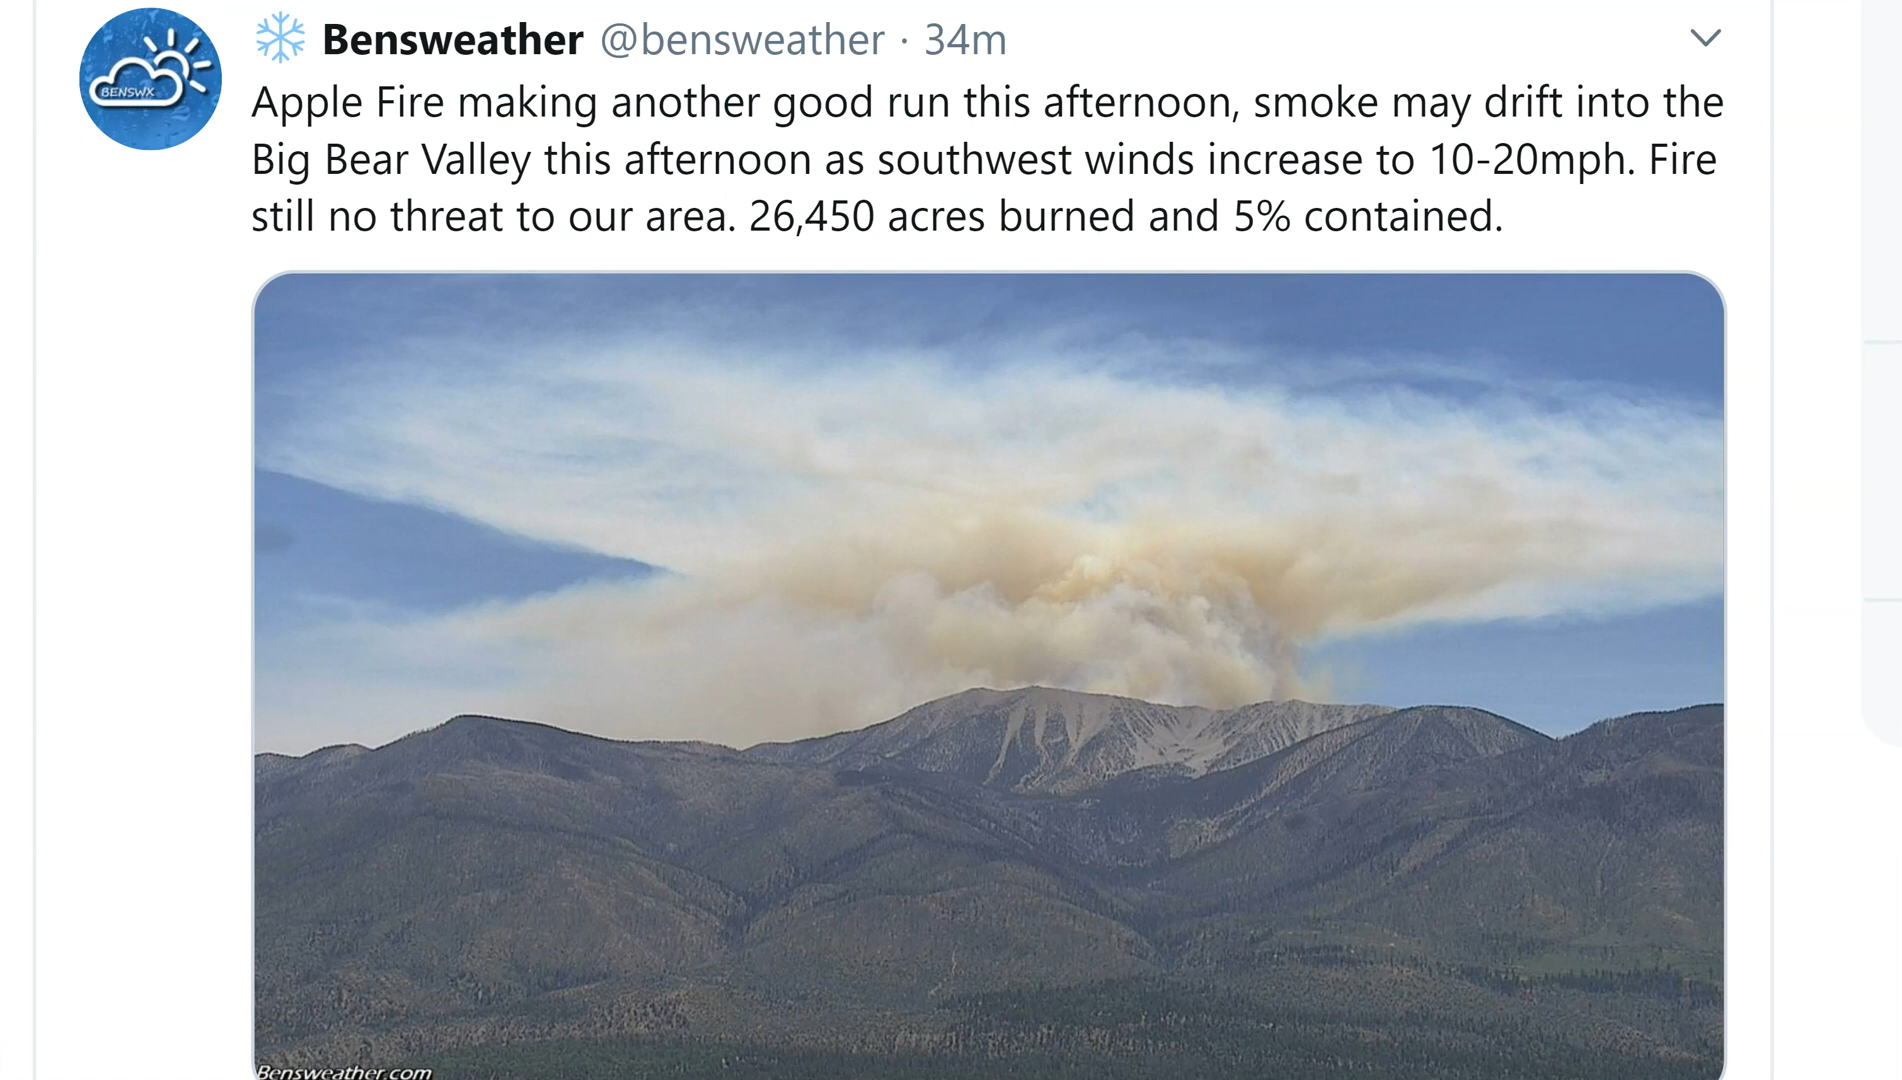 Bensweather @bensweather · 34m
BENSWX
Apple Fire making another good run this afternoon, smoke may drift into the
Big Bear Valley this afternoon as southwest winds increase to 10-20mph. Fire
still no threat to our area. 26,450 acres burned and 5% contained.
Bensweather.com